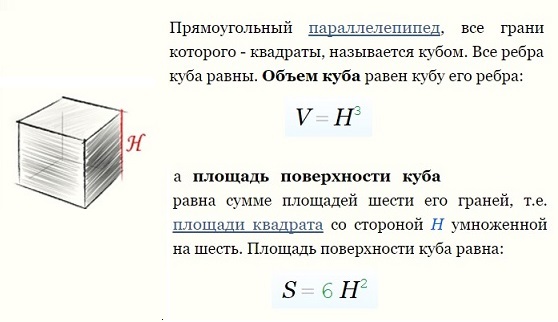 Прямоугольный параллелепипед, все грани
которого - квадраты, называется кубом. Все ребра
куба равны. Объем куба равен кубу его ребра:
V = H³
H
а площадь поверхности куба
равна сумме площадей шести его граней, т.е.
площади квадрата со стороной H умноженной
на шесть. Площадь поверхности куба равна:
S = 6 H²